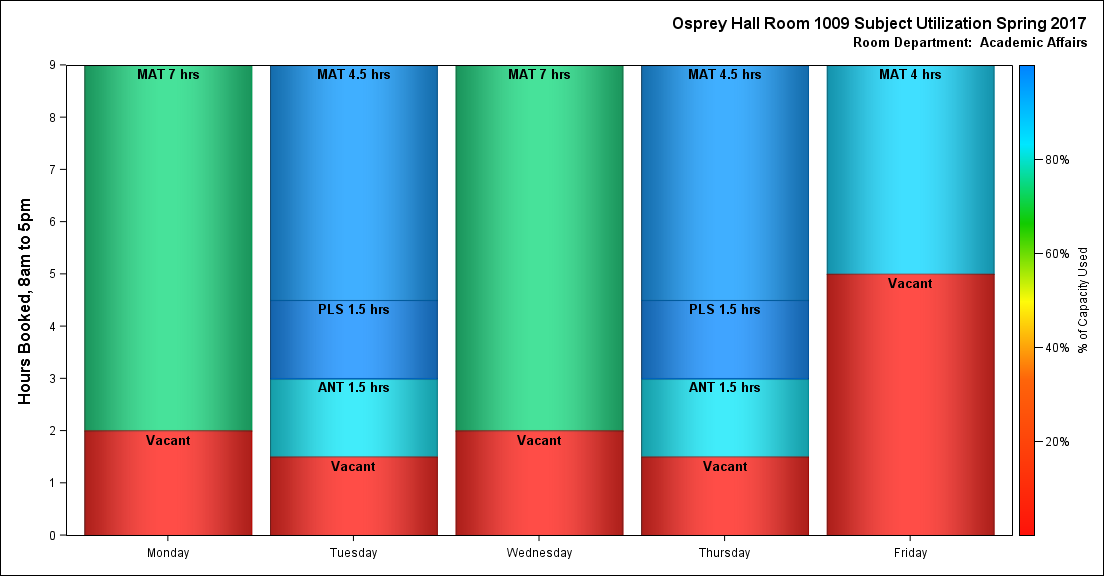 Osprey Hall Room 1009 Subject Utilization Spring 2017
Room Department:  Academic Affairs
Hours Booked, 8am to 5pm
9
8
7
6
5
4
3
2
1
0
MAT 7 hrs
Vacant
MAT 4.5 hrs
PLS 1.5 hrs
ANT 1.5 hrs
Vacant
MAT 7 hrs
Vacant
MAT 4.5 hrs
PLS 1.5 hrs
ANT 1.5 hrs
Vacant
MAT 4 hrs
Vacant
Monday
Tuesday
Wednesday
Thursday
Friday
80%
60%
40%
20%
% of Capacity Used